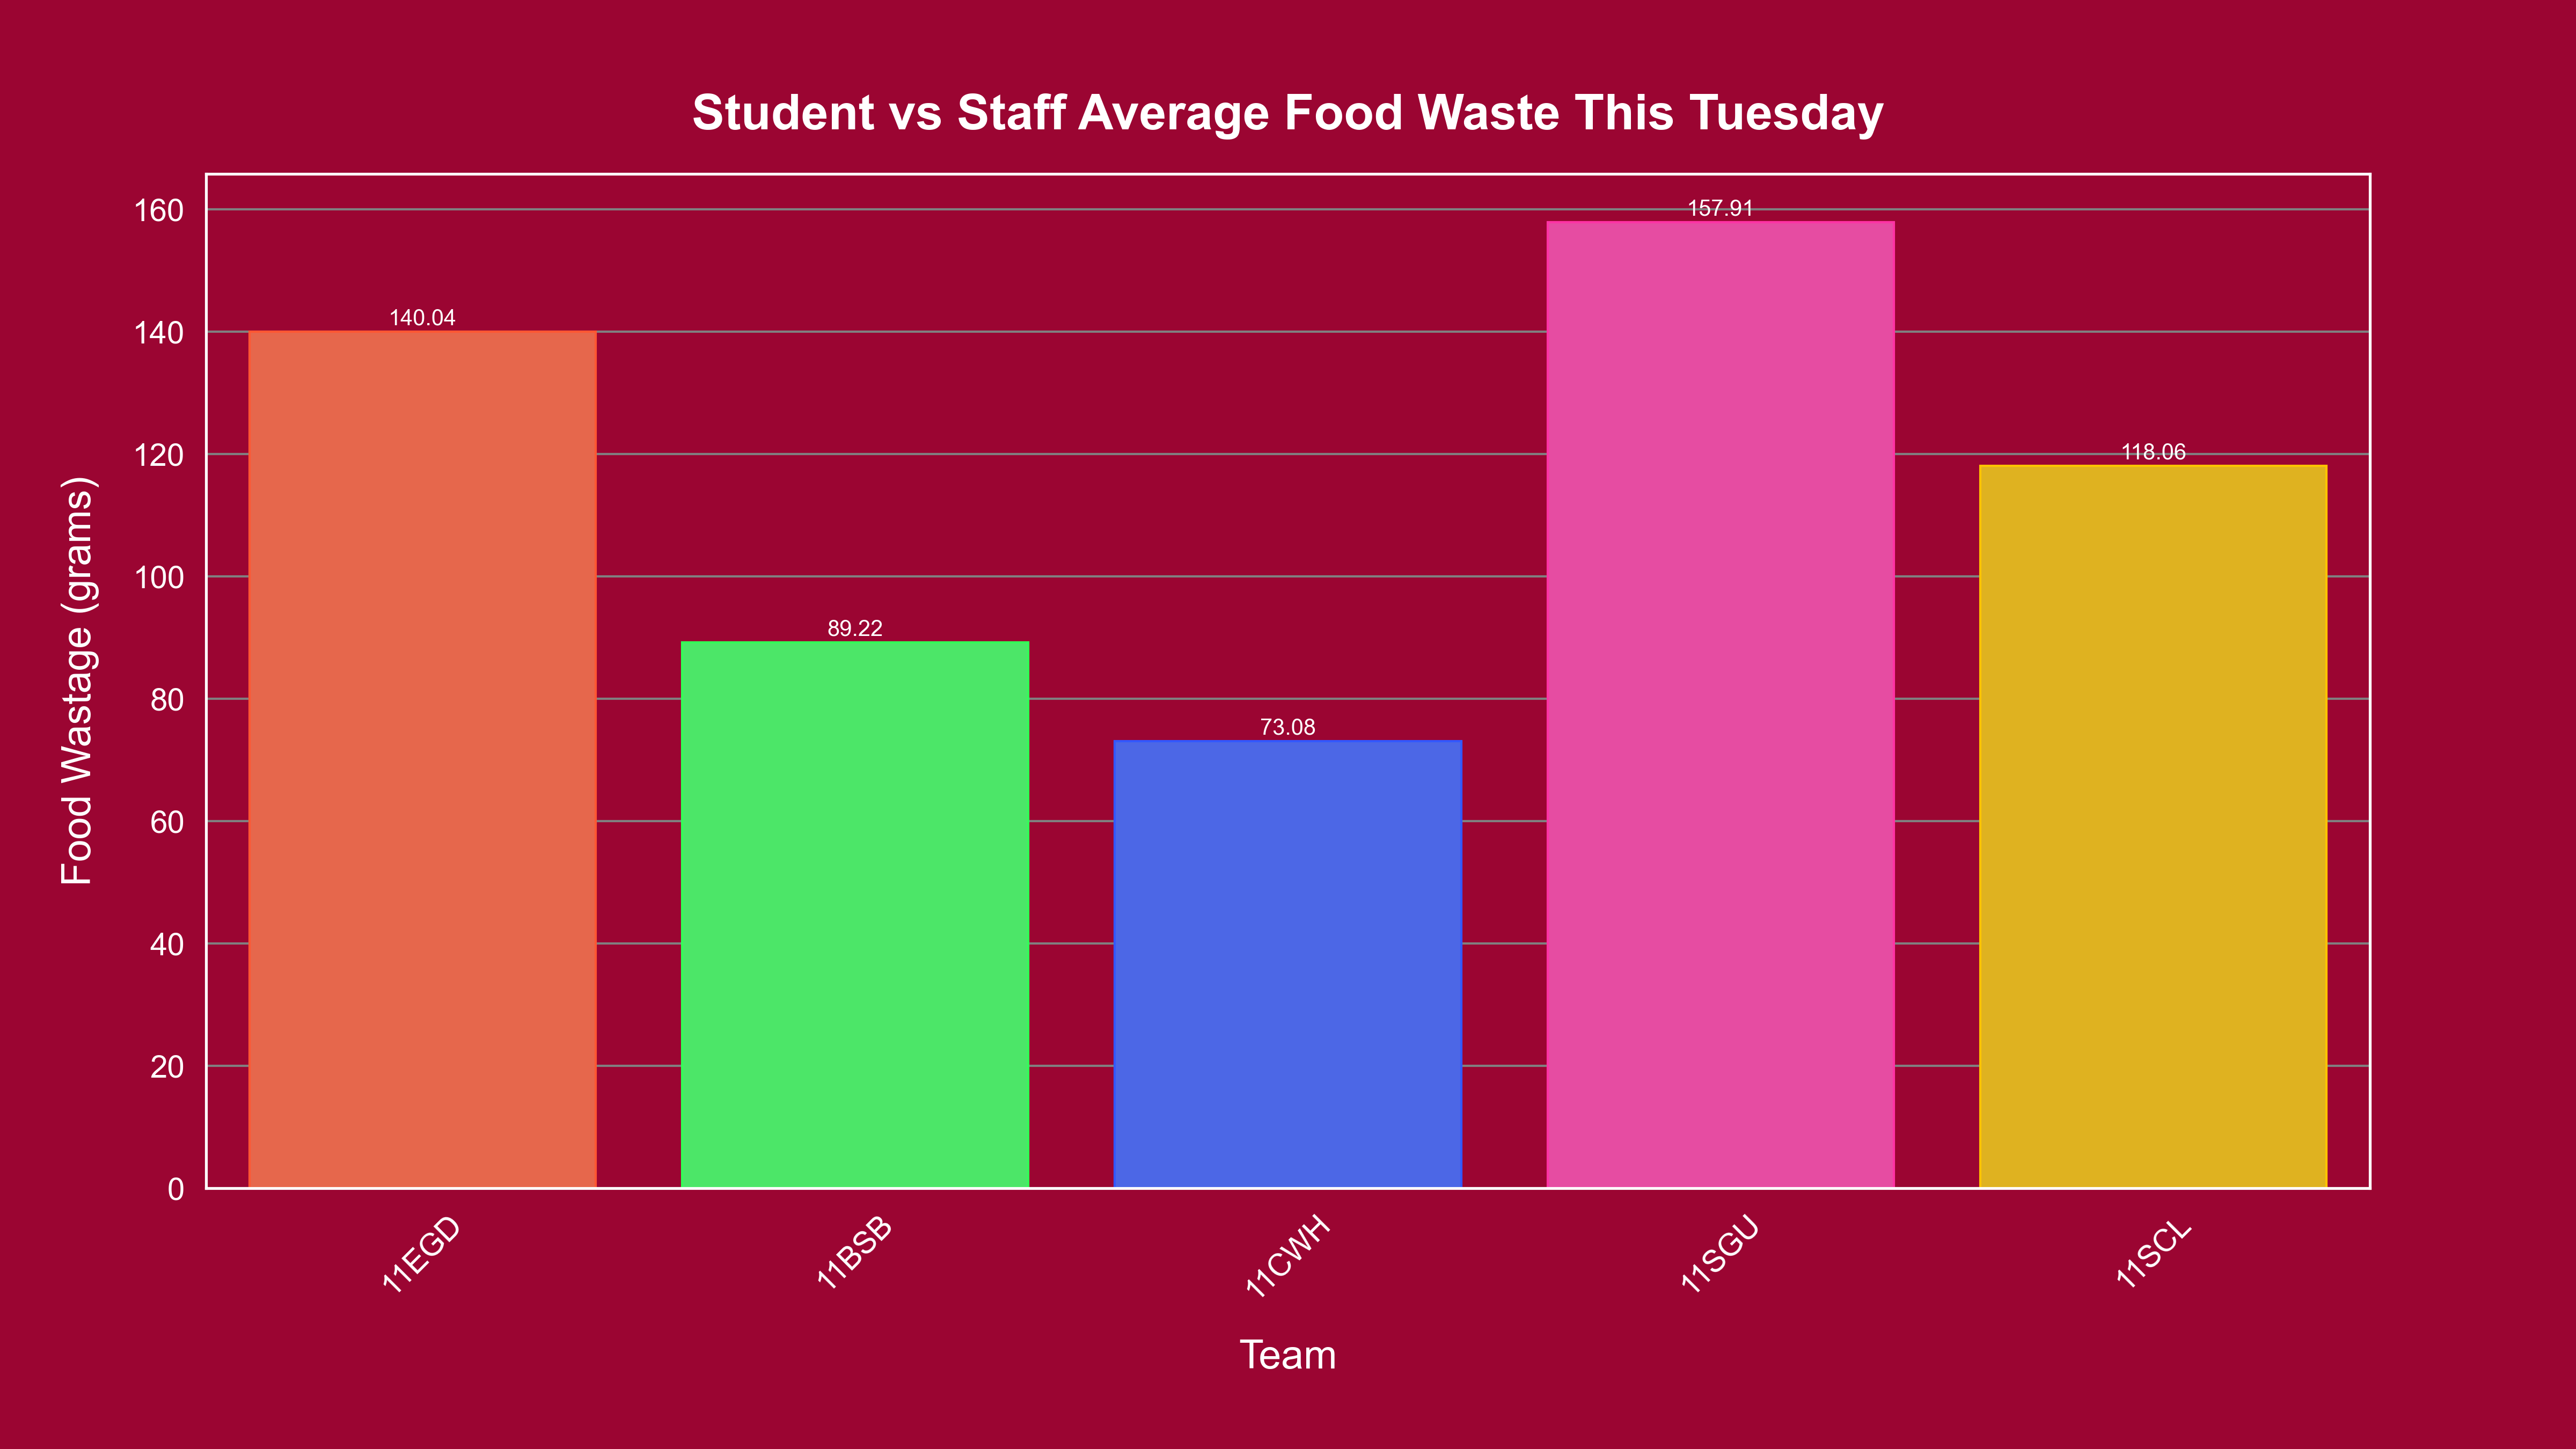 Student vs Staff Average Food Waste This Tuesday
Food Wastage (grams)
160
140
120
100
80
60
40
20
0
140.04
89.22
73.08
157.91
118.06
11EGD
11BSB
11CWH
11SGU
11SCL
Team